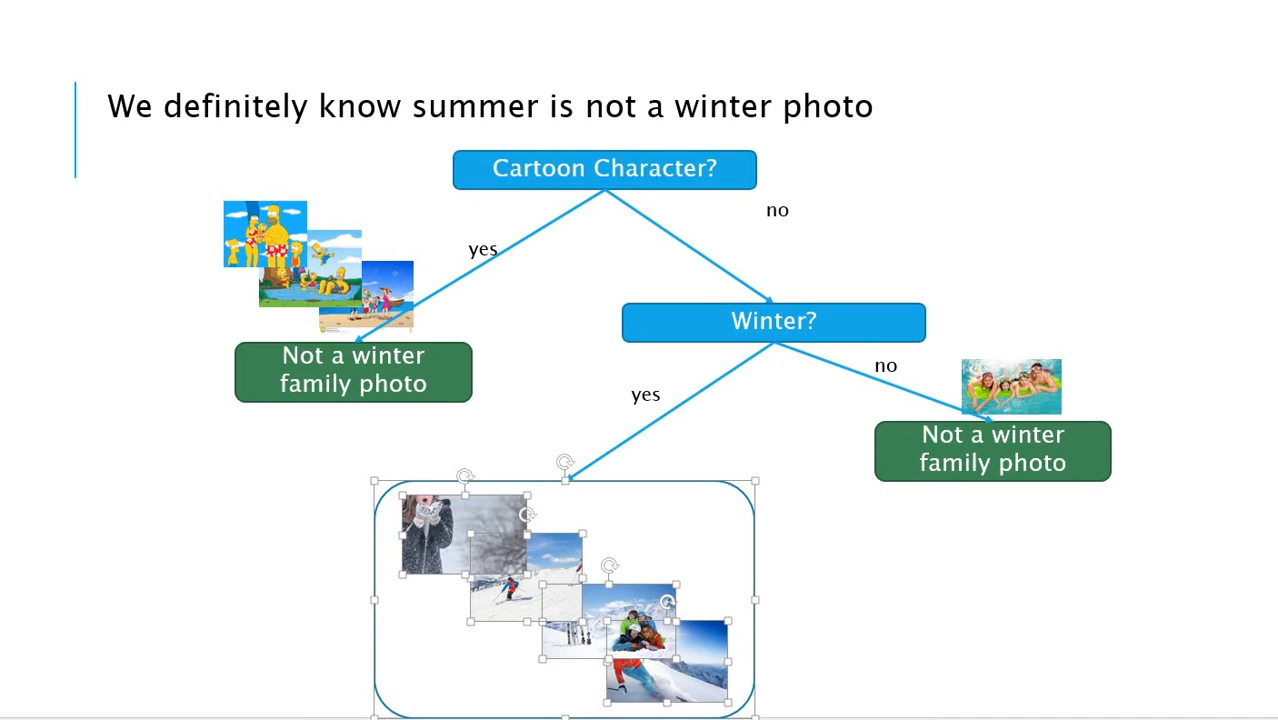 We definitely know summer is not a winter photo
Cartoon Character?
no
yes
Winter?
Not a winter
family photo
no
yes
Not a winter
family photo